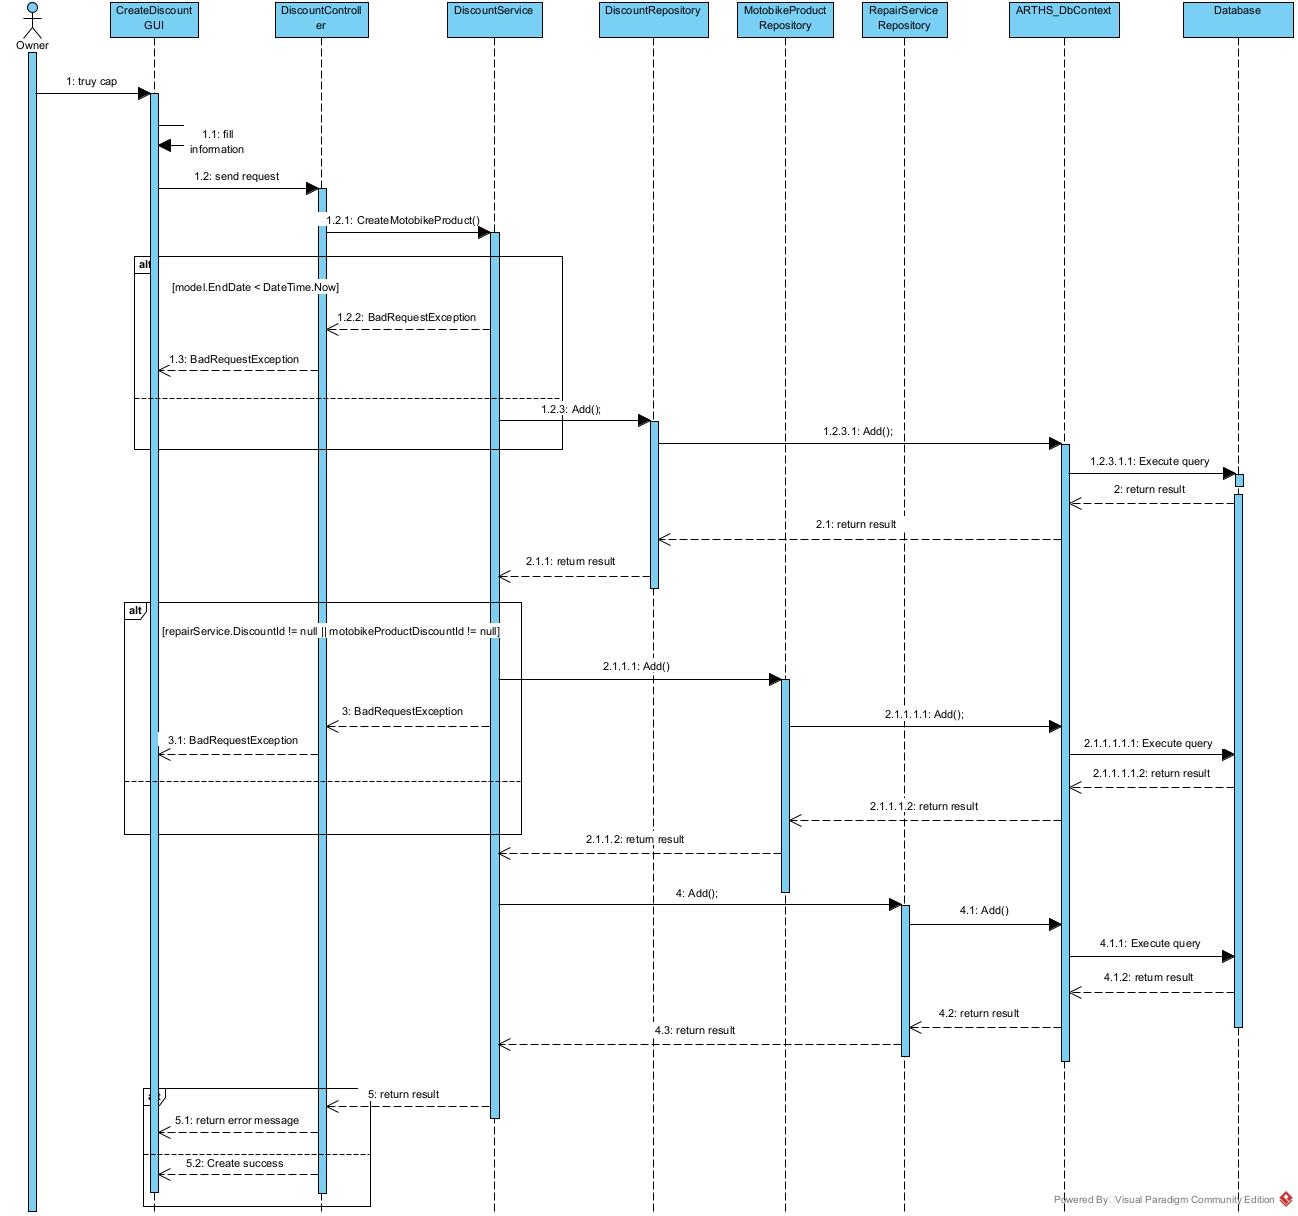 CreateDiscount
GUI
DiscountControll
er
DiscountService
DiscountRepository
MotobikeProduct
Repository
RepairService
Repository
ARTHS_DbContext
Database
Owner
1: truy cap
1.1: fill
information
1.2: send request
1.2.1: CreateMotobikeProduct()
alt
[model.EndDate < DateTime.Now]
1.2.2: BadRequestException
1.3: BadRequestException
1.2.3: Add();
1.2.3.1: Add();
1.2.3.1.1: Execute query
2: return result
2.1: return result
2.1.1: return result
alt
[repairService.DiscountId != null || motobikeProductDiscountId != null]
2.1.1.1: Add()
3: BadRequestException
2.1.1.1.1: Add();
3.1: BadRequestException
2.1.1.1.1.1: Execute query
2.1.1.1.1.2: return result
2.1.1.1.2: return result
2.1.1.2: return result
4: Add();
4.1: Add()
4.1.1: Execute query
4.1.2: return result
4.2: return result
4.3: return result
alt
5: return result
5.1: return error message
5.2: Create success
Powered By Visual Paradigm Community Edition